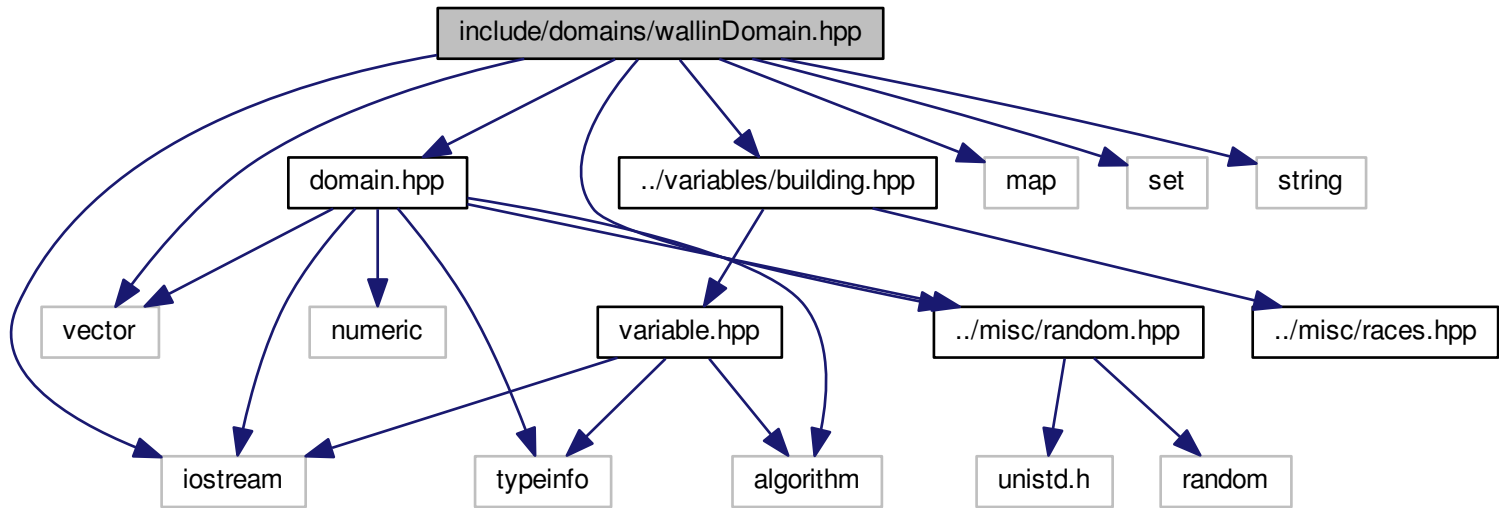 include/domains/wallinDomain.hpp
domain.hpp
../variables/building.hpp
map
set
string
vector
numeric
variable.hpp
../misc/random.hpp
../misc/races.hpp
iostream
typeinfo
algorithm
unistd.h
random